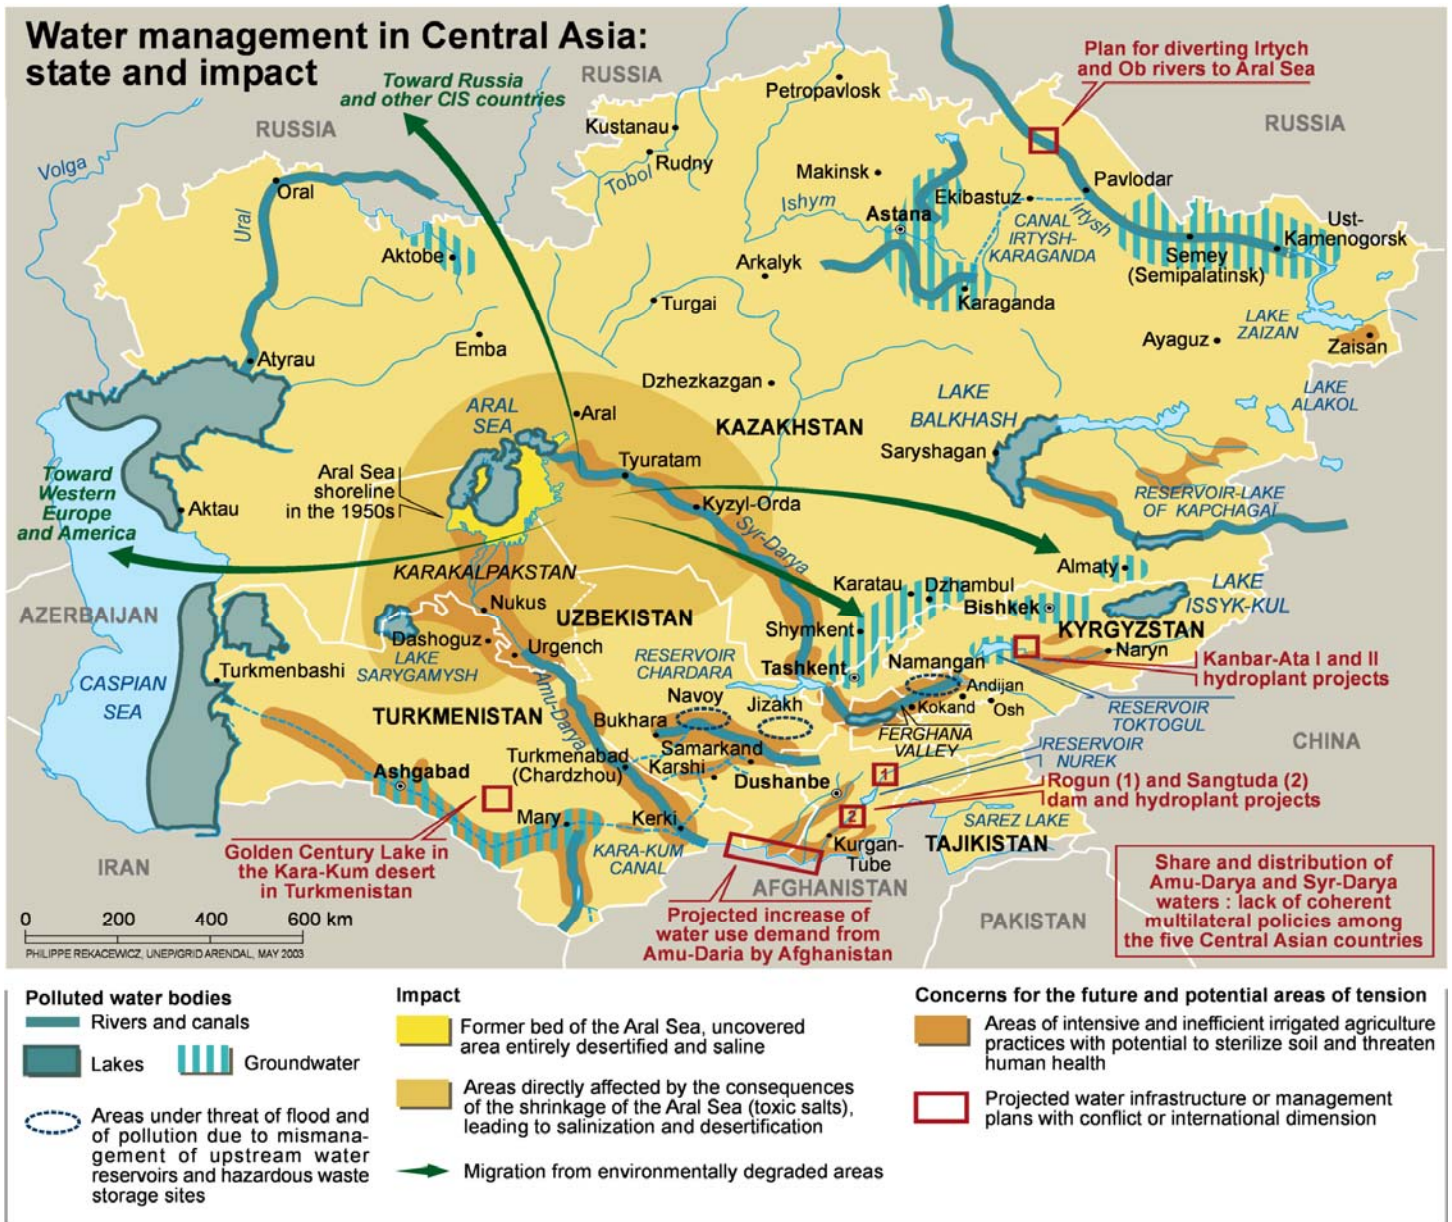 Water management in Central Asia:
state and impact
Toward Russia
and other CIS countries
RUSSIA
RUSSIA
RUSSIA
Plan for diverting Irtych
and Ob rivers to Aral Sea
Volga
Petropavlosk
Kustanau
Rudny
Tobol
Makinsk
Ishym
Astana
Ekibastuz
Pavlodar
CANAL
IRTYSH-
KARAGANDA
Irtysh
Ust-
Kamenogorsk
Semey
(Semipalatinsk)
Oral
Ural
Aktobe
Arkalyk
Turgai
Karaganda
LAKE
ZAIZAN
Ayaguz
Zaisan
Emba
Atyrau
Dzhezkazgan
LAKE
BALKHASH
LAKE
ALAKOL
ARAL
SEA
Aral
KAZAKHSTAN
Saryshagan
Toward
Western
Europe
and America
Aral Sea
shoreline
in the 1950s
Tyuratam
Aktau
Kyzyl-Orda
Syr-Darya
RESERVOIR-LAKE
OF KAPCHAGAÏ
Almaty
KARAKALPAKSTAN
Karatau
Dzhambul
Bishkek
LAKE
ISSYK-KUL
AZERBAIJAN
Nukus
UZBEKISTAN
Shymkent
KYRGYZSTAN
Dashoguz
Urgench
LAKE
SARYGAMYSH
RESERVOIR
CHARDARA
Tashkent
Namangan
Naryn
Kanbar-Ata I and II
hydroplant projects
Turkmenbashi
CASPIAN
SEA
Navoy
Jizakh
Andijan
Kokand
Osh
RESERVOIR
TOKTOGUL
TURKMENISTAN
Amu-Darya
Bukhara
FERGHANA
VALLEY
RESERVOIR
NUREK
CHINA
Turkmenabad
(Chardzhou)
Samarkand
Karshi
Dushanbe
Ashgabad
1
Rogun (1) and Sangtuda (2)
dam and hydroplant projects
2
Mary
Kerki
SAREZ LAKE
Kurgan-
Tube
TAJIKISTAN
IRAN
Golden Century Lake in
the Kara-Kum desert
in Turkmenistan
KARA-KUM
CANAL
AFGHANISTAN
PAKISTAN
Projected increase of
water use demand from
Amu-Daria by Afghanistan
Share and distribution of
Amu-Darya and Syr-Darya
waters : lack of coherent
multilateral policies among
the five Central Asian countries
0 200 400 600 km
PHILIPPE REKACEWICZ, UNEP/GRID ARENDAL, MAY 2003
Polluted water bodies
Rivers and canals
Lakes
Groundwater
Areas under threat of flood and
of pollution due to mismana-
gement of upstream water
reservoirs and hazardous waste
storage sites
Impact
Former bed of the Aral Sea, uncovered
area entirely desertified and saline
Areas directly affected by the consequences
of the shrinkage of the Aral Sea (toxic salts),
leading to salinization and desertification
Migration from environmentally degraded areas
Concerns for the future and potential areas of tension
Areas of intensive and inefficient irrigated agriculture
practices with potential to sterilize soil and threaten
human health
Projected water infrastructure or management
plans with conflict or international dimension